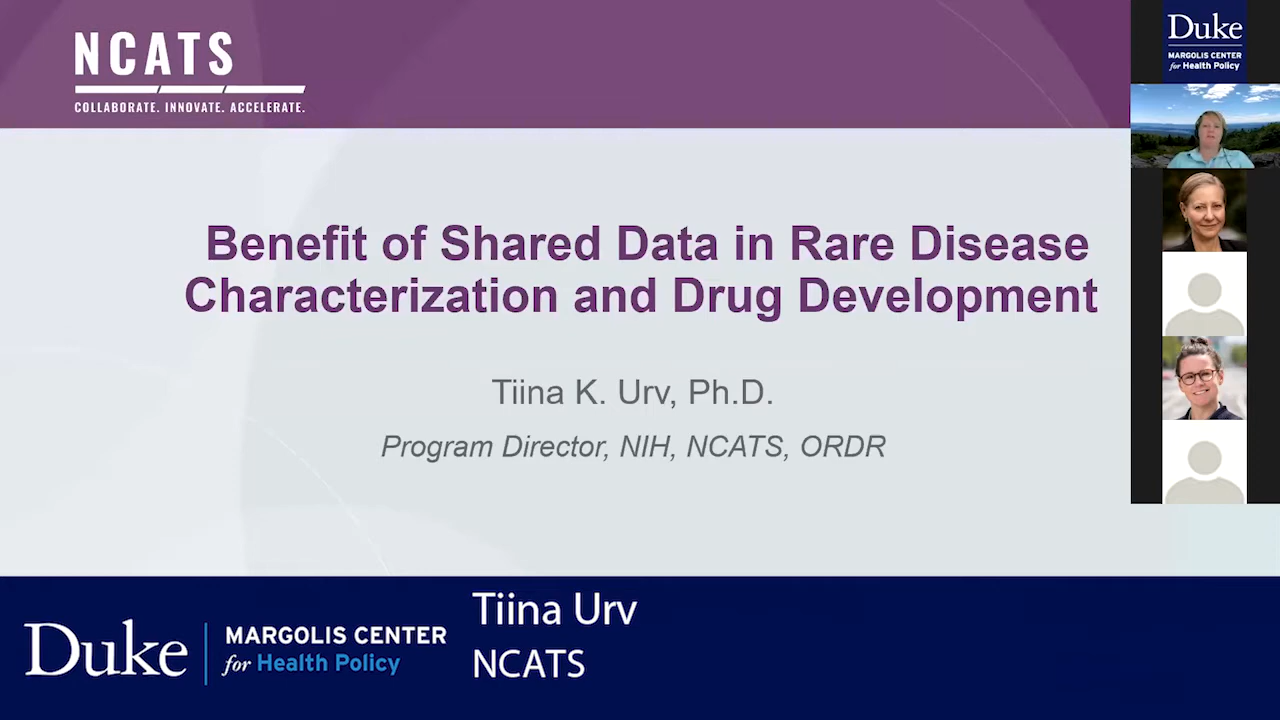 NCATS
COLLABORATE. INNOVATE. ACCELERATE.
Benefit of Shared Data in Rare Disease
Characterization and Drug Development
Tiina K. Urv, Ph.D.
Program Director, NIH, NCATS, ORDR
Duke
MARGOLIS CENTER
for Health Policy
Duke
MARGOLIS CENTER
for Health Policy
Tiina Urv
NCATS